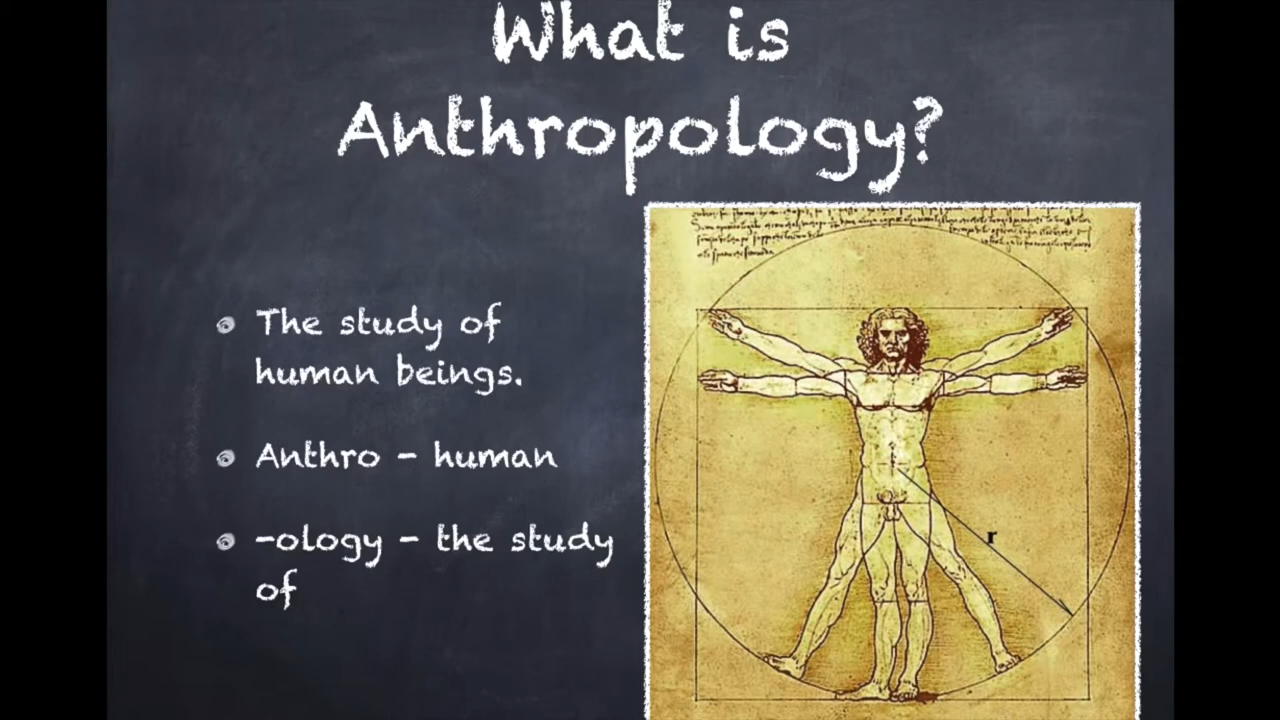 What is
Anthropology?
The study of
human beings.
Anthro - human
-ology - the study
of
r